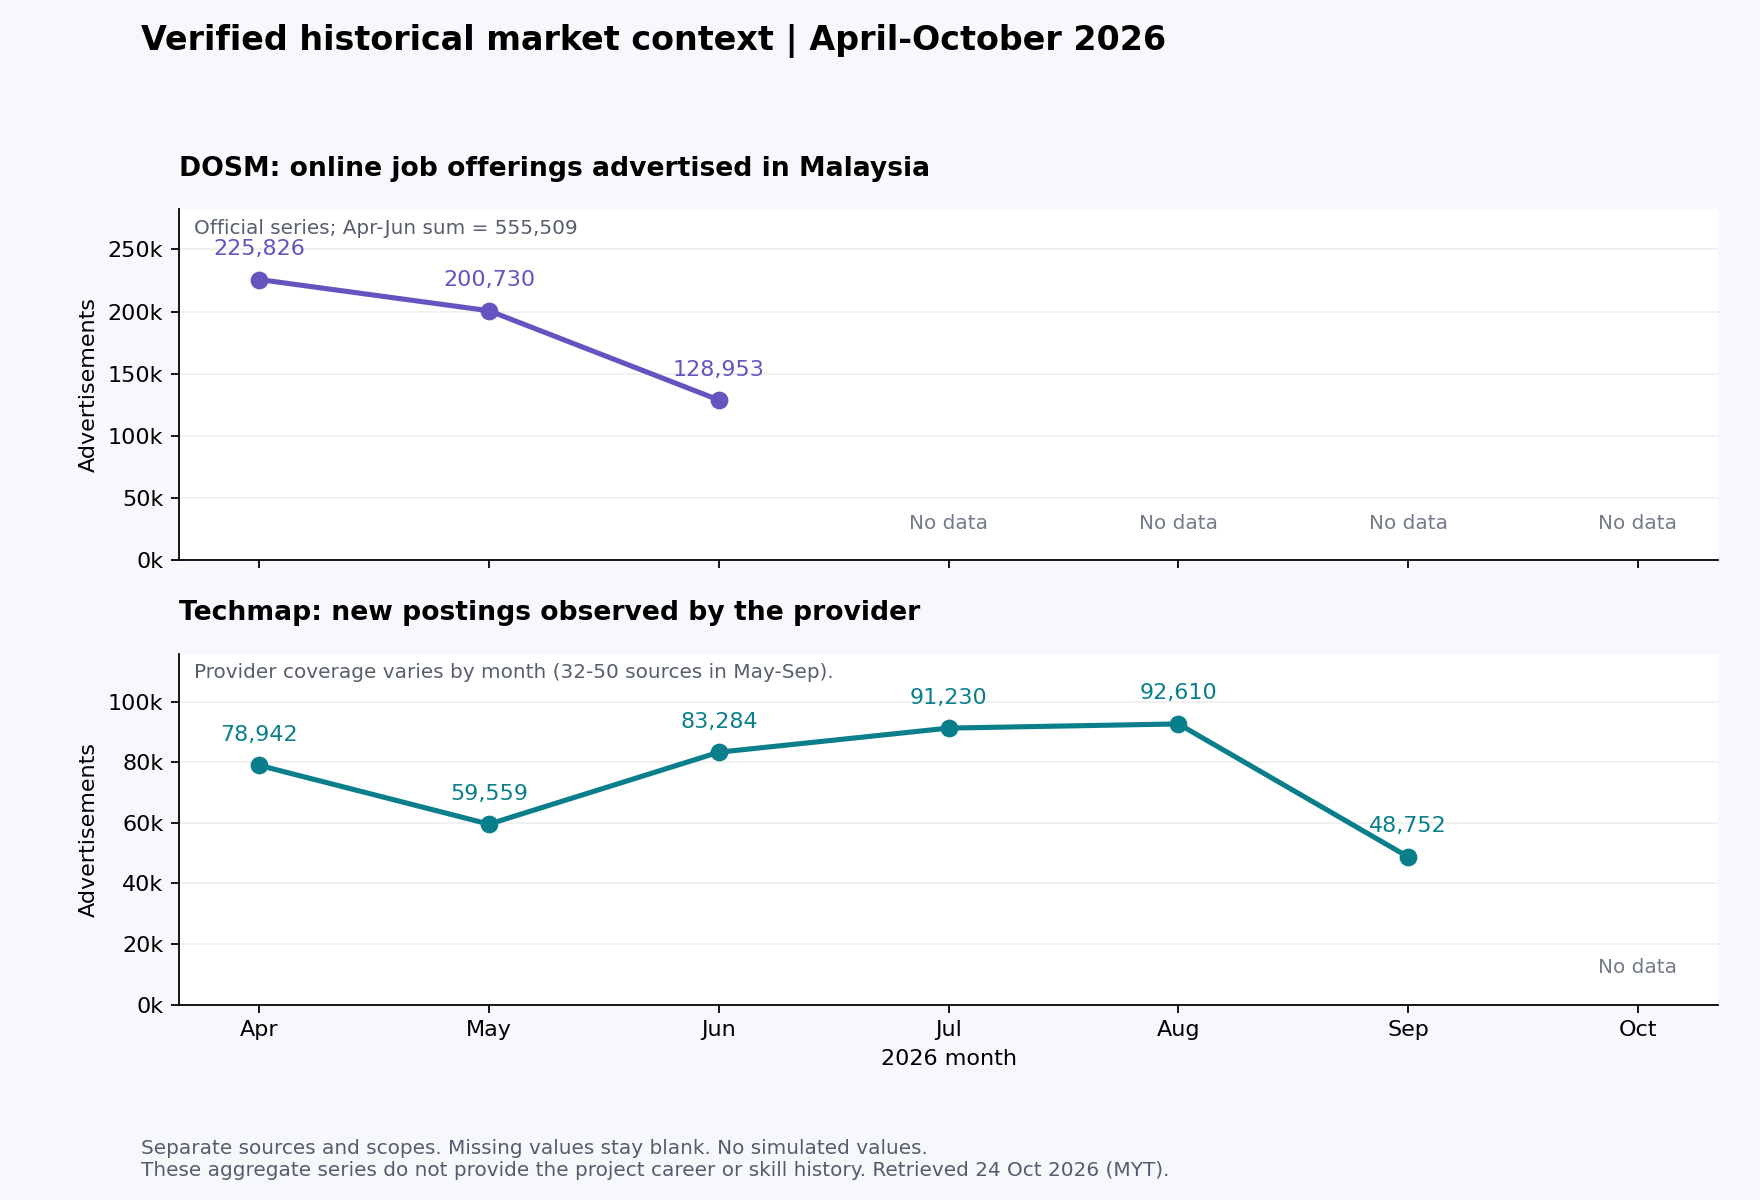 Verified historical market context | April-October 2026
DOSM: online job offerings advertised in Malaysia
Official series; Apr-Jun sum = 555,509
225,826
200,730
128,953
No data
No data
No data
No data
250k
200k
150k
100k
50k
0k
Advertisements
Techmap: new postings observed by the provider
Provider coverage varies by month (32-50 sources in May-Sep).
78,942
59,559
83,284
91,230
92,610
48,752
No data
100k
80k
60k
40k
20k
0k
Advertisements
Apr
May
Jun
Jul
Aug
Sep
Oct
2026 month
Separate sources and scopes. Missing values stay blank. No simulated values.
These aggregate series do not provide the project career or skill history. Retrieved 24 Oct 2026 (MYT).